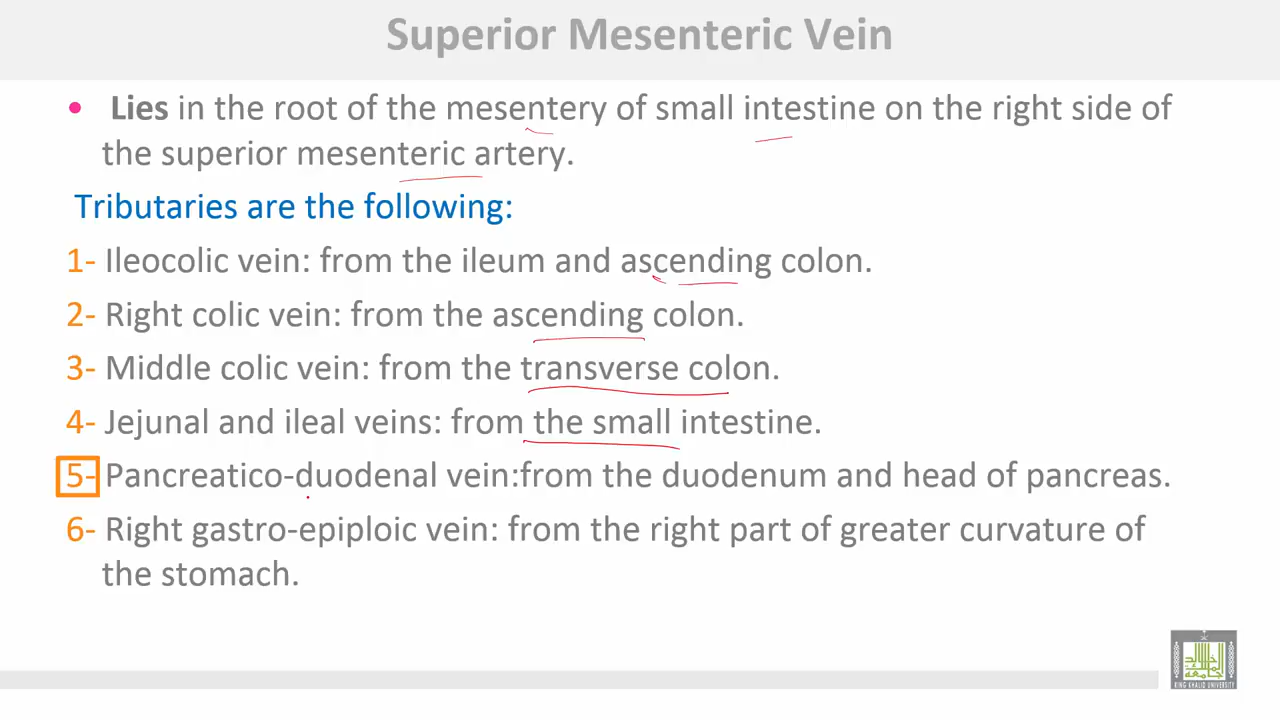 Superior Mesenteric Vein
• Lies in the root of the mesentery of small intestine on the right side of
the superior mesenteric artery.
Tributaries are the following:
1- Ileocolic vein: from the ileum and ascending colon.
2- Right colic vein: from the ascending colon.
3- Middle colic vein: from the transverse colon.
4- Jejunal and ileal veins: from the small intestine.
5- Pancreatico-duodenal vein:from the duodenum and head of pancreas.
6- Right gastro-epiploic vein: from the right part of greater curvature of
the stomach.
KING KHALID UNIVERSITY